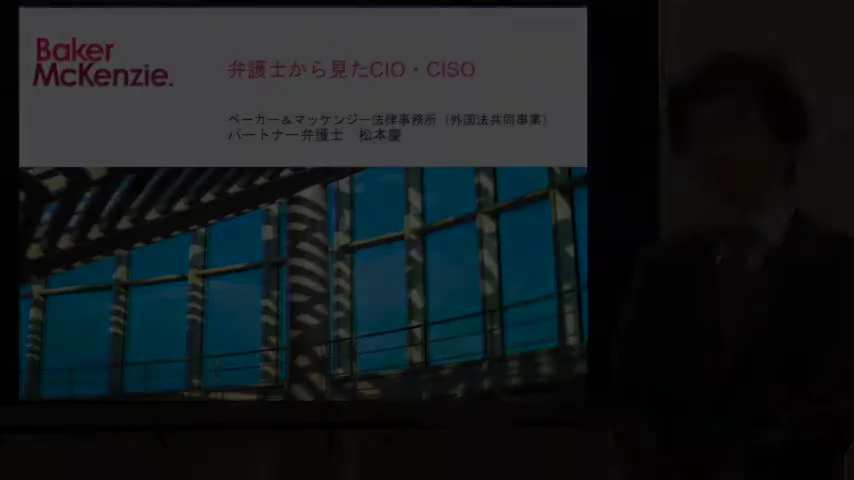 Baker
McKenzie.
弁護士から見たCIO・CISO
ベーカー&マッケンジー法律事務所（外国法共同事業）
パートナー弁護士　松本慶